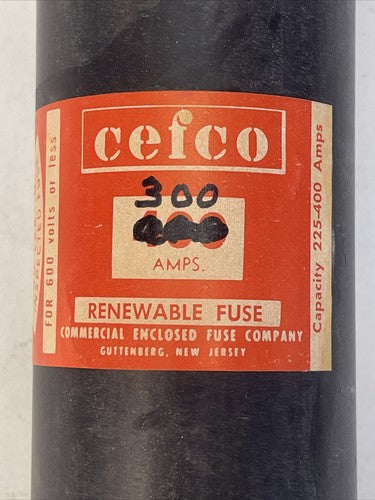 cefco
300
AMPS.
RENEWABLE FUSE
COMMERCIAL ENCLOSED FUSE COMPANY
GUTTENBERG, NEW JERSEY
FOR 600 volts or less
Capacity 225-400 Amps